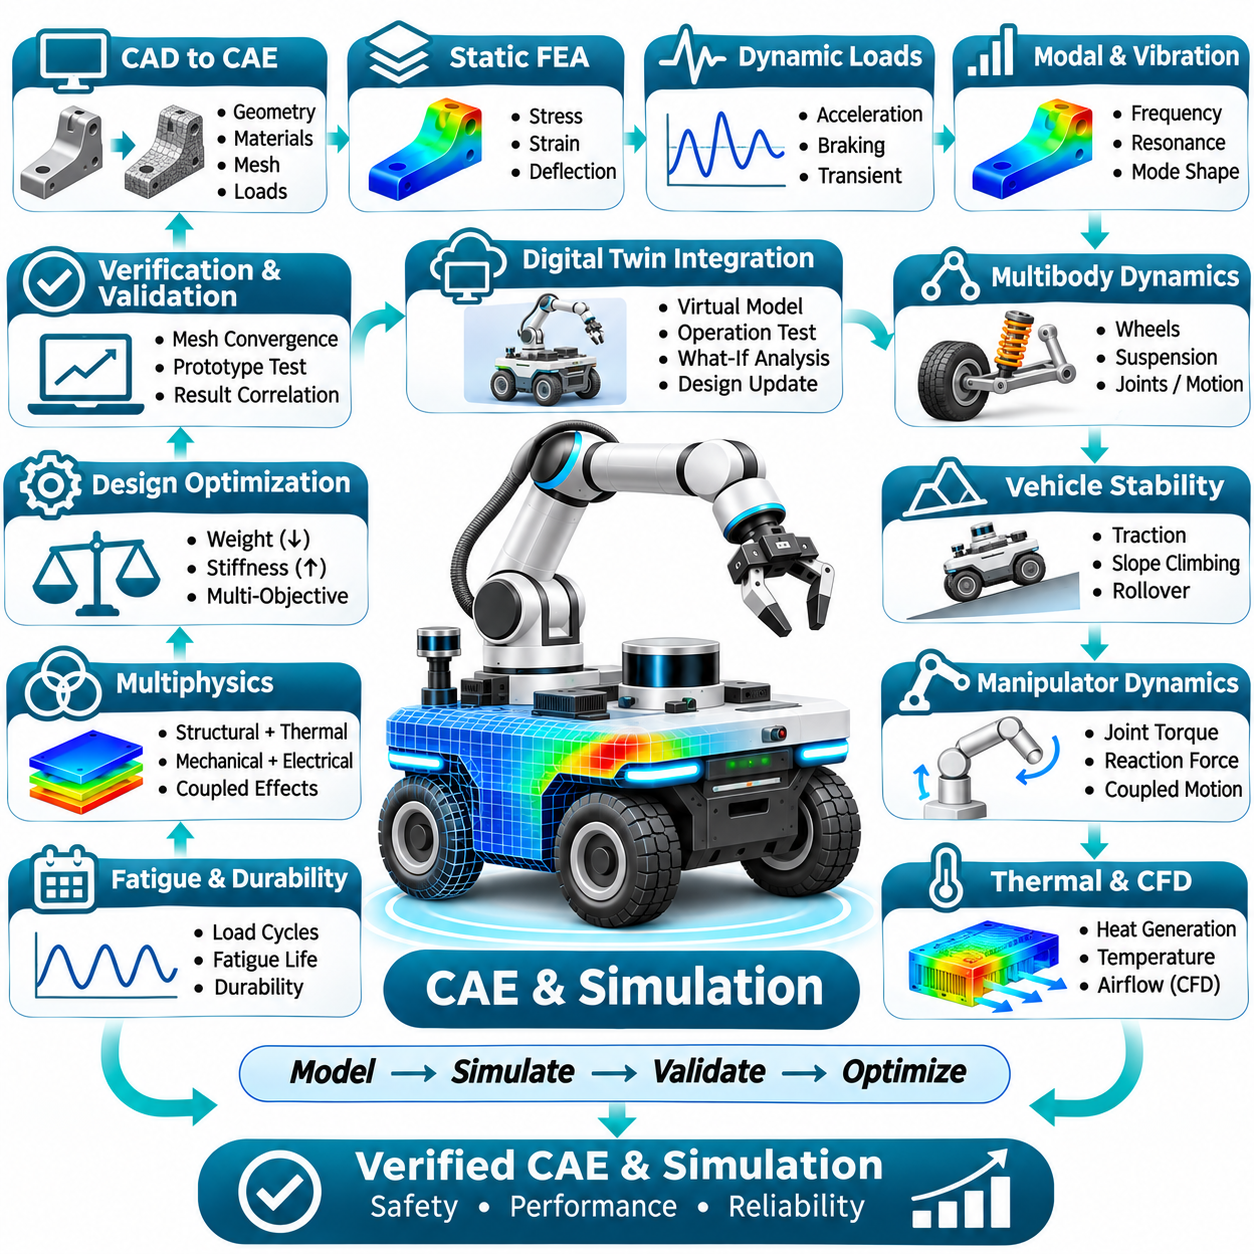 CAD to CAE
• Geometry
• Materials
• Mesh
• Loads
Static FEA
• Stress
• Strain
• Deflection
Dynamic Loads
• Acceleration
• Braking
• Transient
Modal & Vibration
• Frequency
• Resonance
• Mode Shape
Verification &
Validation
• Mesh Convergence
• Prototype Test
• Result Correlation
Digital Twin Integration
• Virtual Model
• Operation Test
• What-If Analysis
• Design Update
Multibody Dynamics
• Wheels
• Suspension
• Joints / Motion
Design Optimization
• Weight (↓)
• Stiffness (↑)
• Multi-Objective
Vehicle Stability
• Traction
• Slope Climbing
• Rollover
Multiphysics
• Structural + Thermal
• Mechanical + Electrical
• Coupled Effects
Manipulator Dynamics
• Joint Torque
• Reaction Force
• Coupled Motion
Fatigue & Durability
• Load Cycles
• Fatigue Life
• Durability
Thermal & CFD
• Heat Generation
• Temperature
• Airflow (CFD)
CAE & Simulation
Model → Simulate → Validate → Optimize
Verified CAE & Simulation
Safety • Performance • Reliability